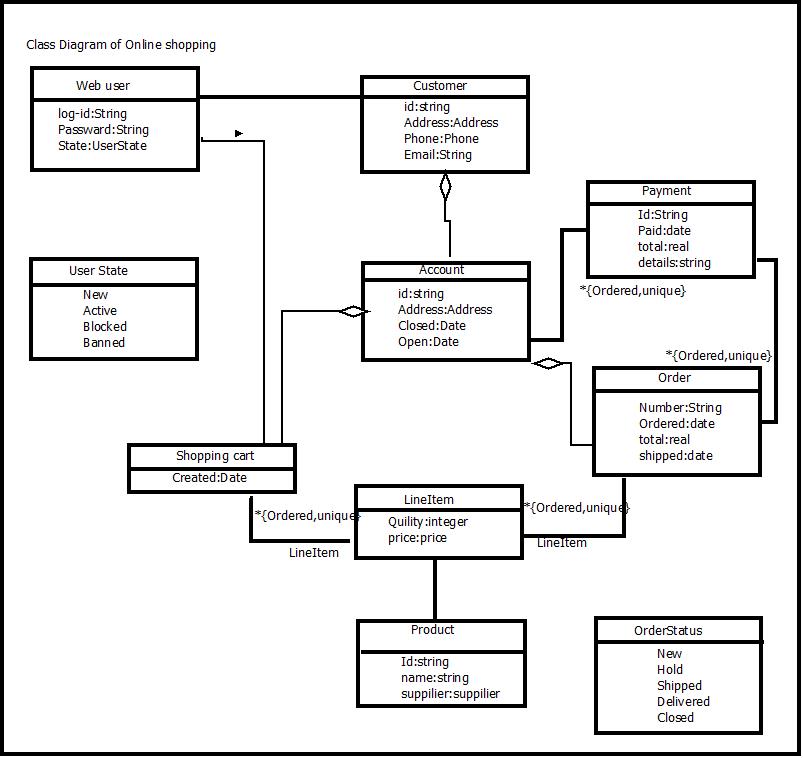 Class Diagram of Online shopping
Web user
log-id:String
Passward:String
State:UserState
Customer
id:string
Address:Address
Phone:Phone
Email:String
Payment
Id:String
Paid:date
total:real
details:string
*{Ordered,unique}
User State
New
Active
Blocked
Banned
Account
id:string
Address:Address
Closed:Date
Open:Date
*{Ordered,unique}
Order
Number:String
Ordered:date
total:real
shipped:date
Shopping cart
Created:Date
*{Ordered,unique}
LineItem
LineItem
Quility:integer
price:price
*{Ordered,unique}
LineItem
Product
Id:string
name:string
suppilier:suppilier
OrderStatus
New
Hold
Shipped
Delivered
Closed